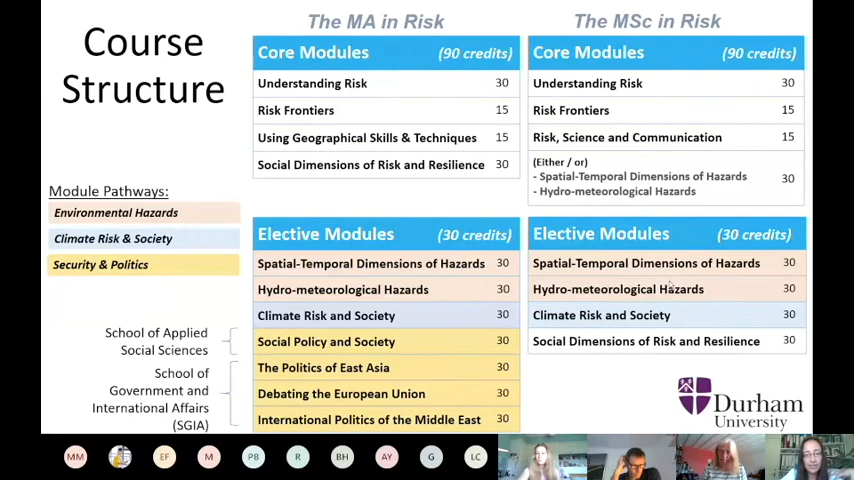 Course
Structure
The MA in Risk
The MSc in Risk
Core Modules (90 credits)
Understanding Risk 30
Risk Frontiers 15
Using Geographical Skills & Techniques 15
Social Dimensions of Risk and Resilience 30
Core Modules (90 credits)
Understanding Risk 30
Risk Frontiers 15
Risk, Science and Communication 15
(Either / or)
- Spatial-Temporal Dimensions of Hazards 30
- Hydro-meteorological Hazards
Module Pathways:
Environmental Hazards
Climate Risk & Society
Security & Politics
Elective Modules (30 credits)
Spatial-Temporal Dimensions of Hazards 30
Hydro-meteorological Hazards 30
Climate Risk and Society 30
Social Policy and Society 30
The Politics of East Asia 30
Debating the European Union 30
International Politics of the Middle East 30
Elective Modules (30 credits)
Spatial-Temporal Dimensions of Hazards 30
Hydro-meteorological Hazards 30
Climate Risk and Society 30
Social Dimensions of Risk and Resilience 30
School of Applied
Social Sciences
School of
Government and
International Affairs
(SGIA)
Durham
University
MM EF M PB R BH AY G LC